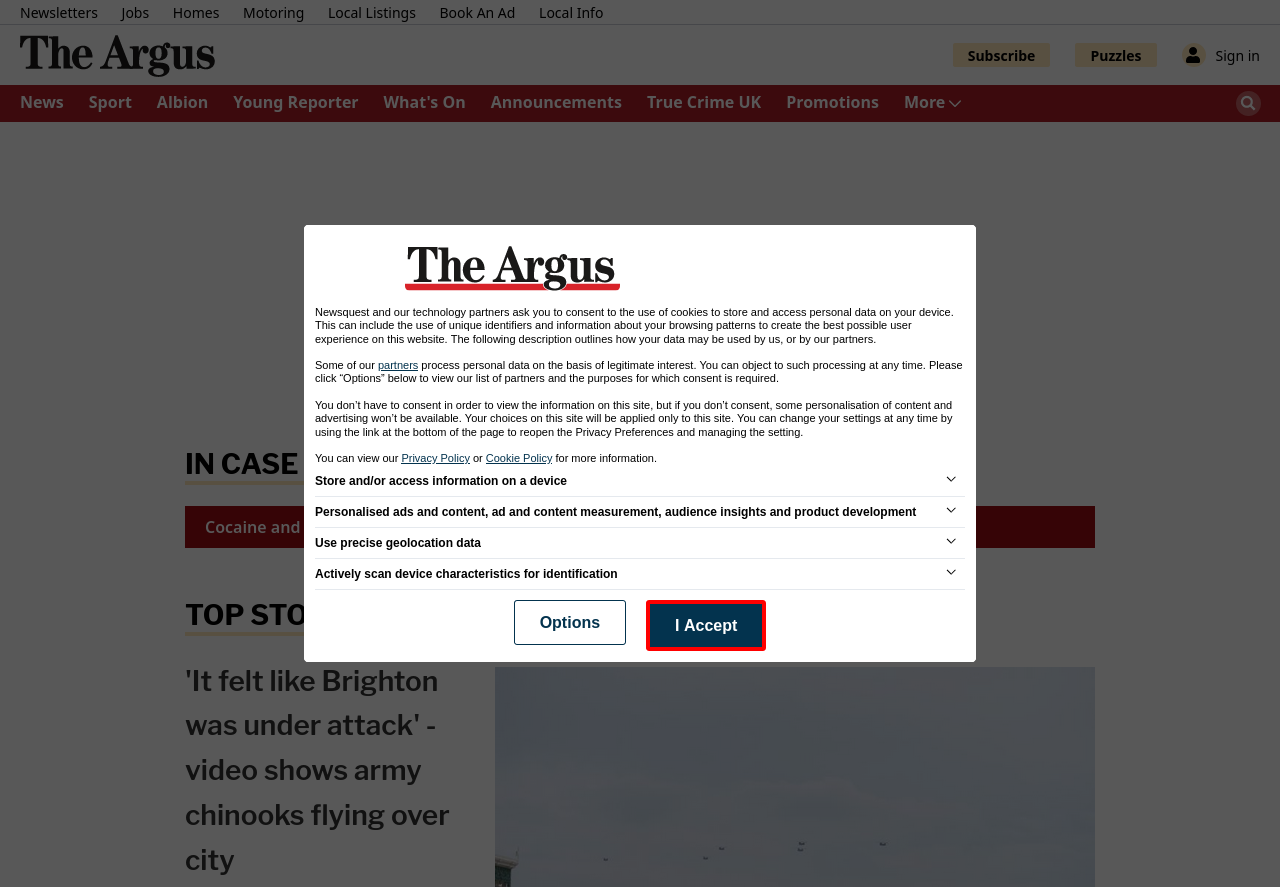 Newsletters Jobs Homes Motoring Local Listings Book An Ad Local Info
The Argus
Subscribe Puzzles Sign in
News Sport Albion Young Reporter What's On Announcements True Crime UK Promotions More
The Argus
Newsquest and our technology partners ask you to consent to the use of cookies to store and access personal data on your device.
This can include the use of unique identifiers and information about your browsing patterns to create the best possible user
experience on this website. The following description outlines how your data may be used by us, or by our partners.
Some of our partners process personal data on the basis of legitimate interest. You can object to such processing at any time. Please
click “Options” below to view our list of partners and the purposes for which consent is required.
You don’t have to consent in order to view the information on this site, but if you don’t consent, some personalisation of content and
advertising won’t be available. Your choices on this site will be applied only to this site. You can change your settings at any time by
using the link at the bottom of the page to reopen the Privacy Preferences and managing the setting.
You can view our Privacy Policy or Cookie Policy for more information.
Store and/or access information on a device
Personalised ads and content, ad and content measurement, audience insights and product development
Use precise geolocation data
Actively scan device characteristics for identification
Options I Accept
IN CASE
Cocaine and
TOP STO
'It felt like Brighton
was under attack' -
video shows army
chinooks flying over
city